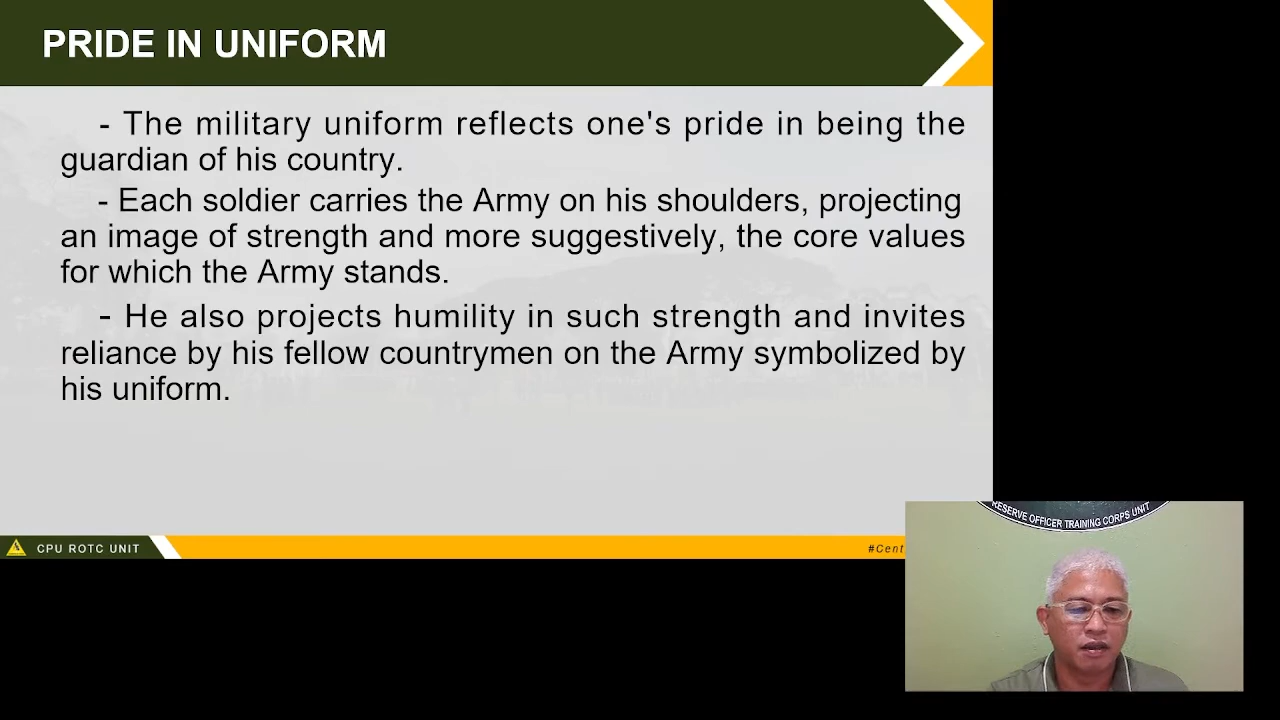 PRIDE IN UNIFORM
- The military uniform reflects one's pride in being the
guardian of his country.
- Each soldier carries the Army on his shoulders, projecting
an image of strength and more suggestively, the core values
for which the Army stands.
- He also projects humility in such strength and invites
reliance by his fellow countrymen on the Army symbolized by
his uniform.
CPU ROTC UNIT
#Cent
RESERVE OFFICER TRAINING CORPS UNIT